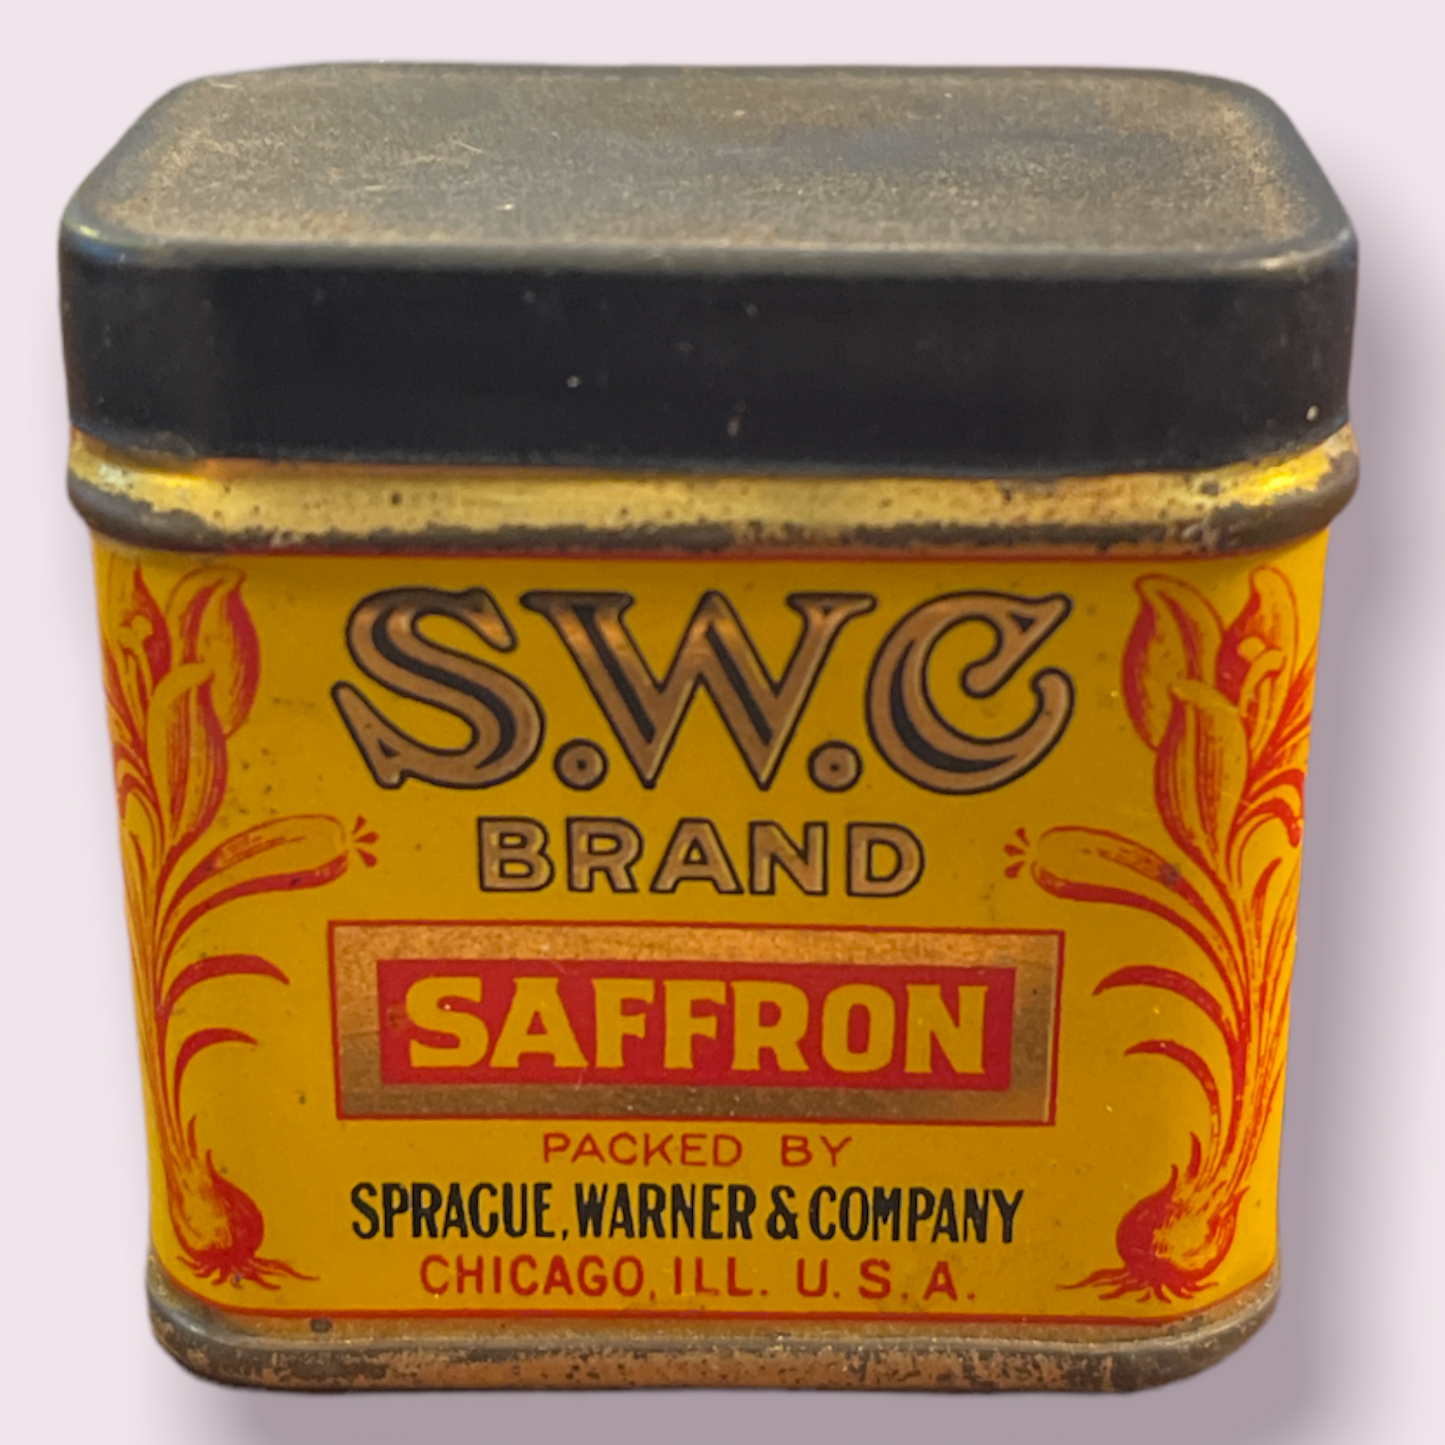 S.W.C
BRAND
SAFFRON
PACKED BY
SPRAGUE, WARNER & COMPANY
CHICAGO, ILL. U.S.A.